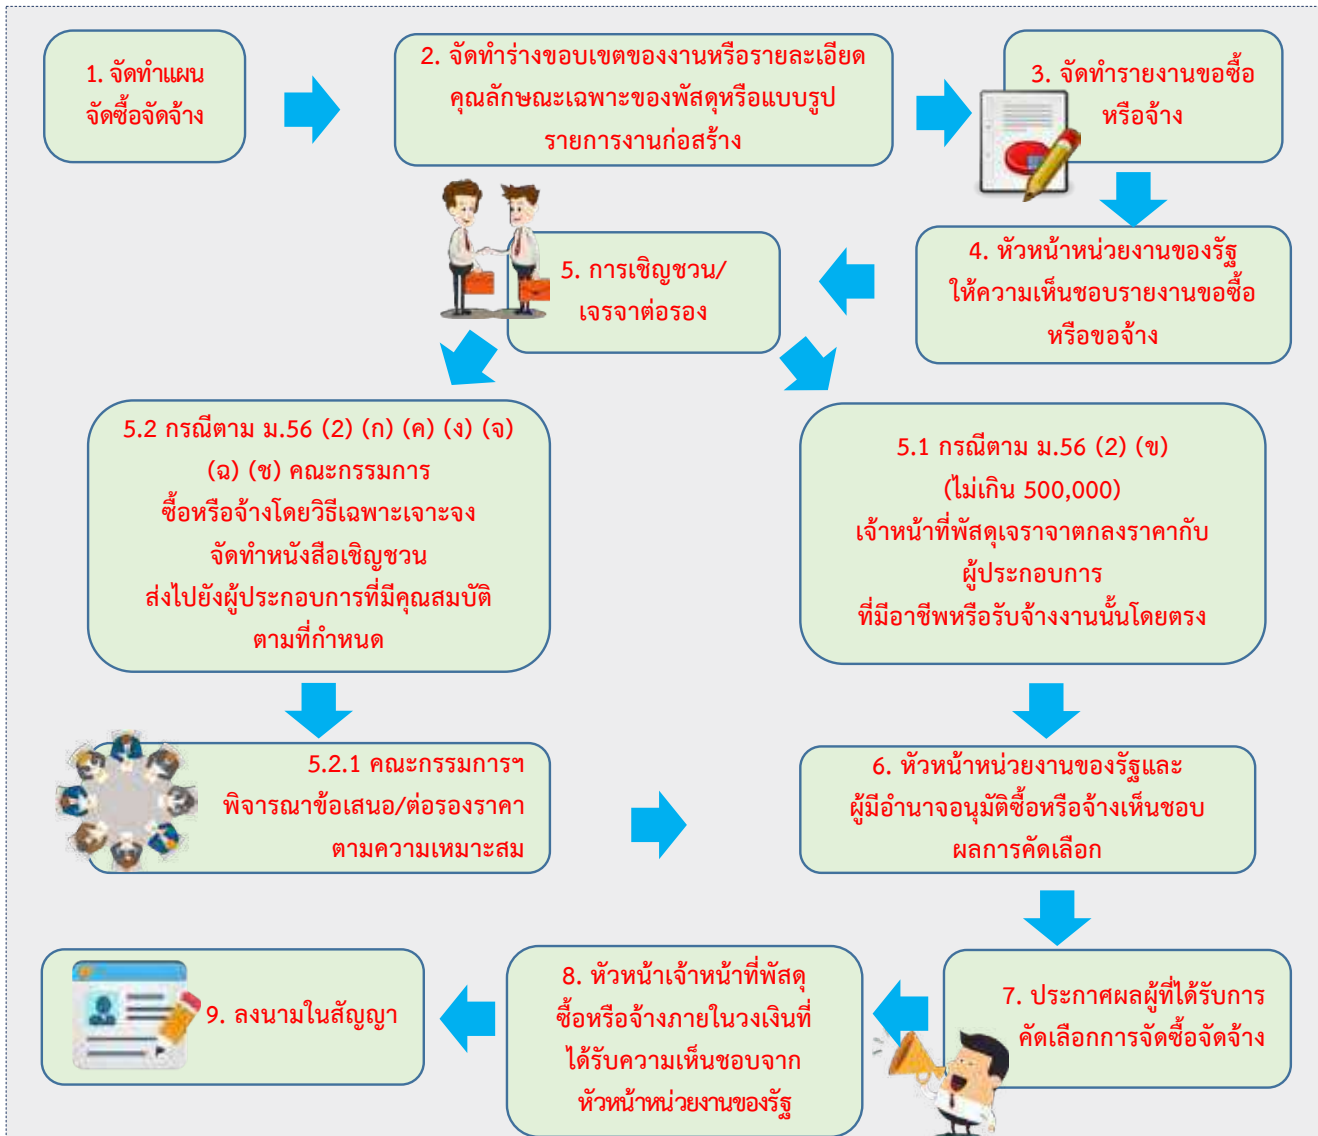 1. จัดทำแผน
จัดซื้อจัดจ้าง
2. จัดทำร่างขอบเขตของงานหรือรายละเอียด
คุณลักษณะเฉพาะของพัสดุหรือแบบรูป
รายการงานก่อสร้าง
3. จัดทำรายงานขอซื้อ
หรือจ้าง
4. หัวหน้าหน่วยงานของรัฐ
ให้ความเห็นชอบรายงานขอซื้อ
หรือขอจ้าง
5. การเชิญชวน/
เจรจาต่อรอง
5.2 กรณีตาม ม.56 (2) (ก) (ค) (ง) (จ)
(ฉ) (ช) คณะกรรมการ
ซื้อหรือจ้างโดยวิธีเฉพาะเจาะจง
จัดทำหนังสือเชิญชวน
ส่งไปยังผู้ประกอบการที่มีคุณสมบัติ
ตามที่กำหนด
5.1 กรณีตาม ม.56 (2) (ข)
(ไม่เกิน 500,000)
เจ้าหน้าที่พัสดุเจราจาตกลงราคากับ
ผู้ประกอบการ
ที่มีอาชีพหรือรับจ้างงานนั้นโดยตรง
5.2.1 คณะกรรมการฯ
พิจารณาข้อเสนอ/ต่อรองราคา
ตามความเหมาะสม
6. หัวหน้าหน่วยงานของรัฐและ
ผู้มีอำนาจอนุมัติซื้อหรือจ้างเห็นชอบ
ผลการคัดเลือก
7. ประกาศผลผู้ที่ได้รับการ
คัดเลือกการจัดซื้อจัดจ้าง
8. หัวหน้าเจ้าหน้าที่พัสดุ
ซื้อหรือจ้างภายในวงเงินที่
ได้รับความเห็นชอบจาก
หัวหน้าหน่วยงานของรัฐ
9. ลงนามในสัญญา